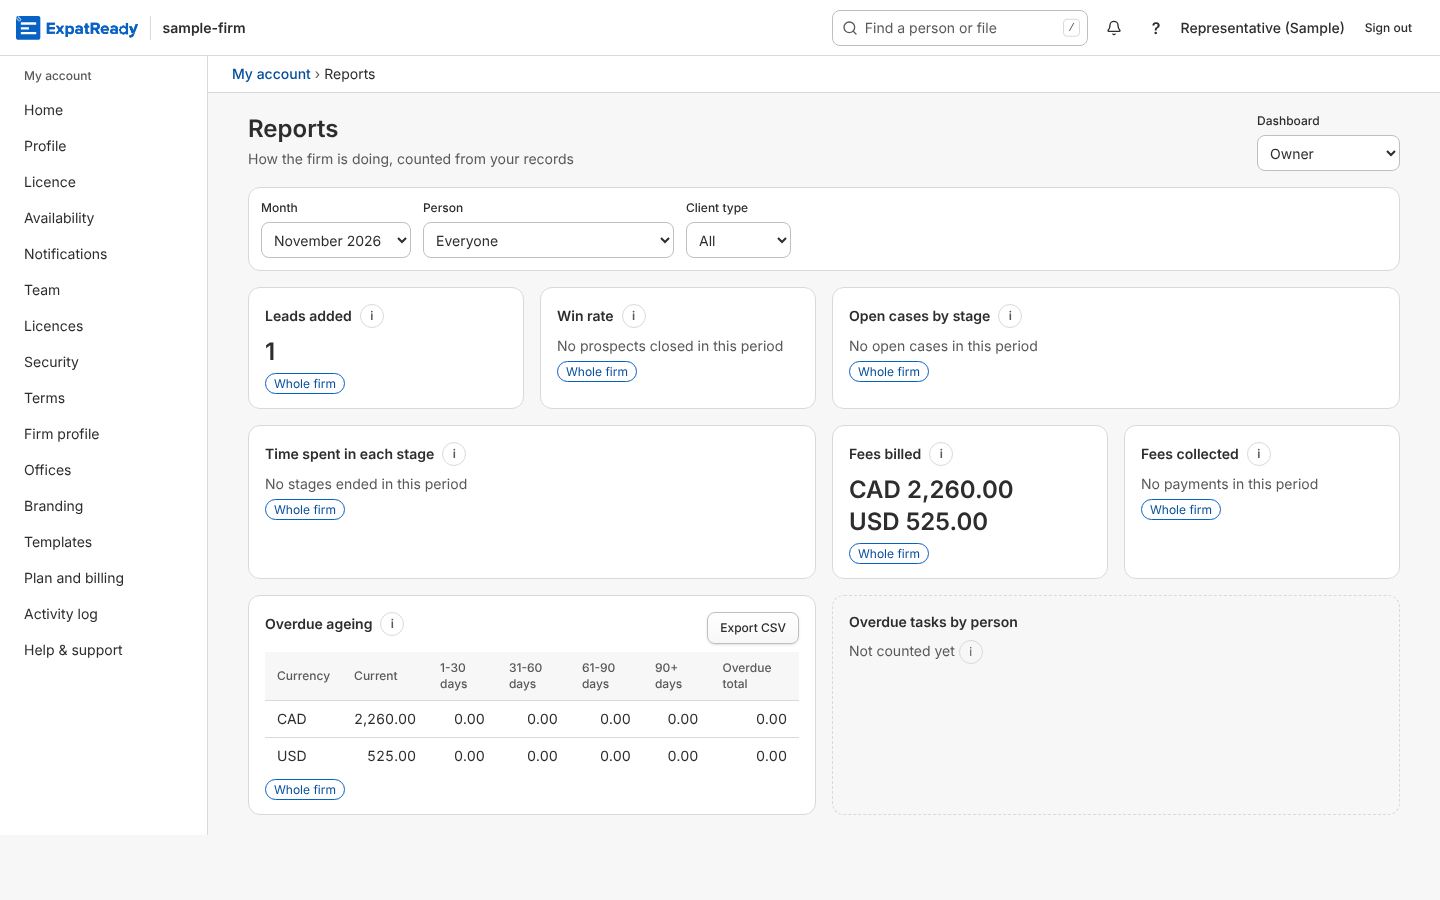 ExpatReady
sample-firm
Find a person or file
/
?
Representative (Sample)
Sign out
My account
Home
Profile
Licence
Availability
Notifications
Team
Licences
Security
Terms
Firm profile
Offices
Branding
Templates
Plan and billing
Activity log
Help & support
My account › Reports
Reports
How the firm is doing, counted from your records
Dashboard
Owner
Month
November 2026
Person
Everyone
Client type
All
Leads added i
1
Whole firm
Win rate i
No prospects closed in this period
Whole firm
Open cases by stage i
No open cases in this period
Whole firm
Time spent in each stage i
No stages ended in this period
Whole firm
Fees billed i
CAD 2,260.00
USD 525.00
Whole firm
Fees collected i
No payments in this period
Whole firm
Overdue ageing i
Export CSV
Currency Current 1-30 days 31-60 days 61-90 days 90+ days Overdue total
CAD 2,260.00 0.00 0.00 0.00 0.00 0.00
USD 525.00 0.00 0.00 0.00 0.00 0.00
Whole firm
Overdue tasks by person
Not counted yet i